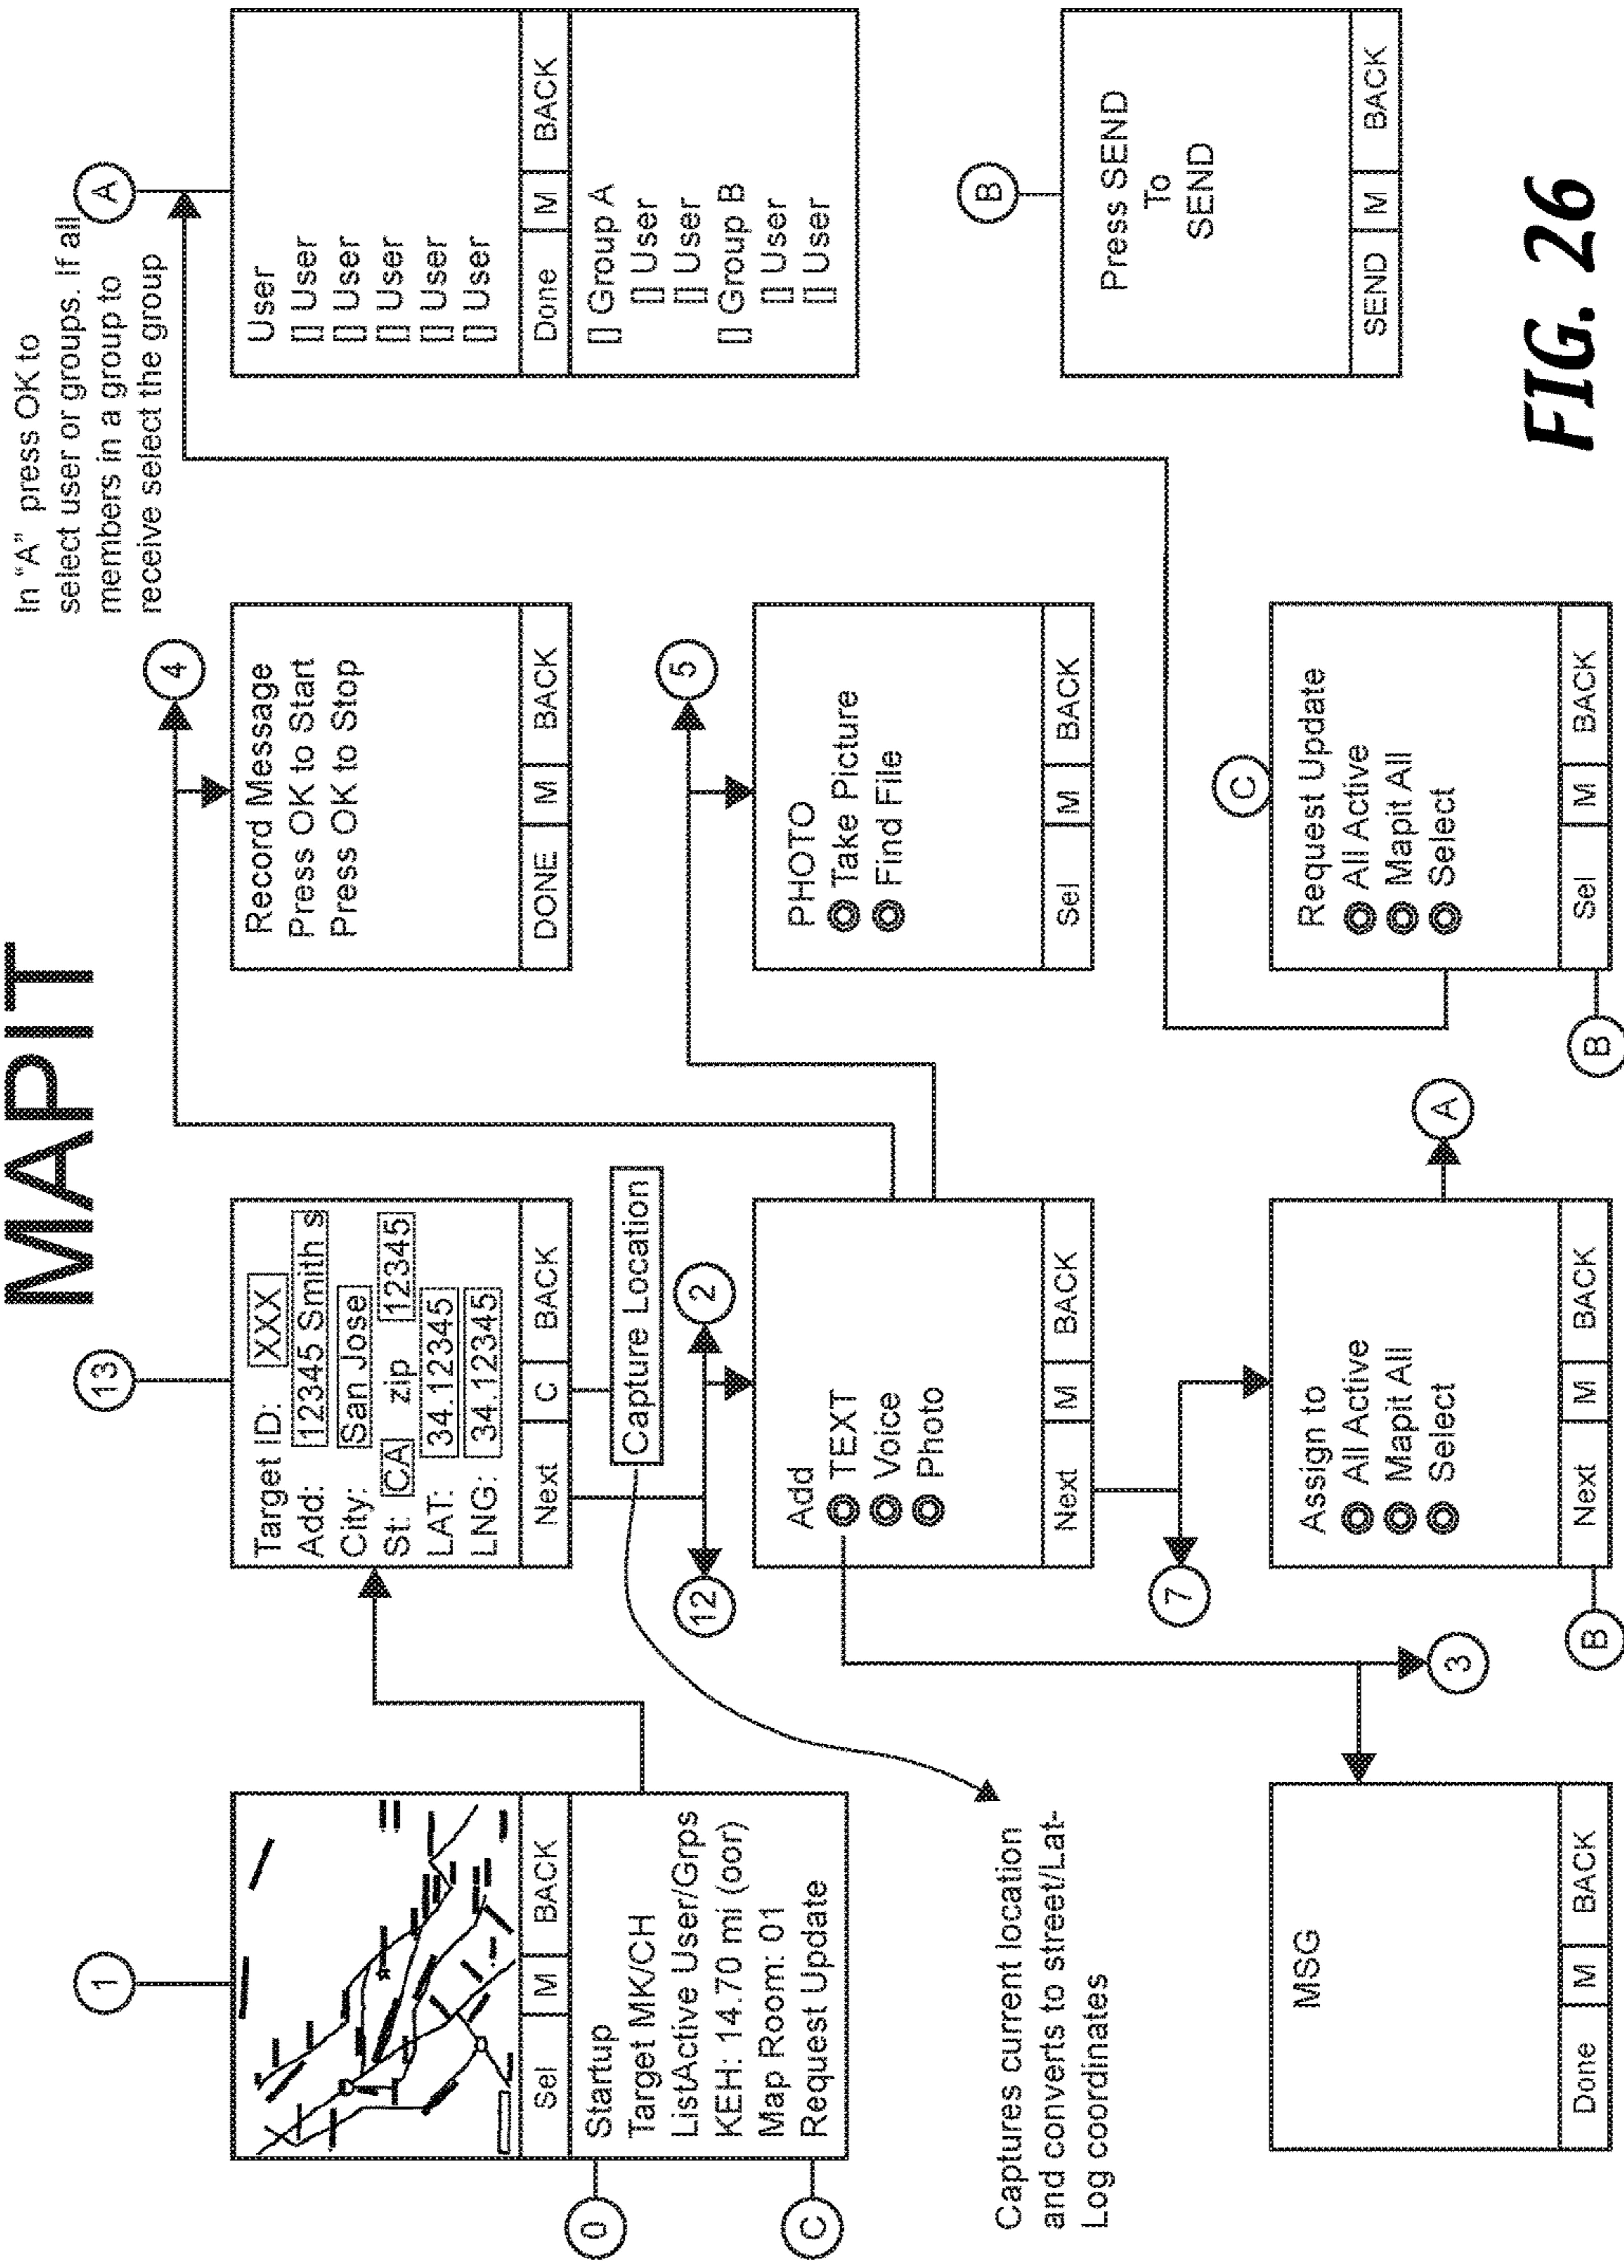 MAPIT
1
Sel M BACK
0
Startup
Target MK/CH
ListActive User/Grps
KEH: 14.70 mi (oor)
Map Room: 01
C
Request Update
Captures current location
and converts to street/Lat-
Log coordinates
MSG
Done M BACK
13
Target ID: XXX
Add: 12345 Smith s
City: San Jose
St: CA zip 12345
LAT: 34.12345
LNG: 34.12345
Next C BACK
Capture Location
12
2
Add
TEXT
Voice
Photo
Next M BACK
7
3
Assign to
All Active
Mapit All
Select
A
Next M BACK
B
4
Record Message
Press OK to Start
Press OK to Stop
DONE M BACK
5
PHOTO
Take Picture
Find File
Sel M BACK
C
Request Update
All Active
Mapit All
Select
Sel M BACK
B
In "A" press OK to
select user or groups. If all
members in a group to
receive select the group
A
User
[] User
[] User
[] User
[] User
[] User
Done M BACK
[] Group A
[] User
[] User
[] Group B
[] User
[] User
B
Press SEND
To
SEND
SEND M BACK
FIG. 26